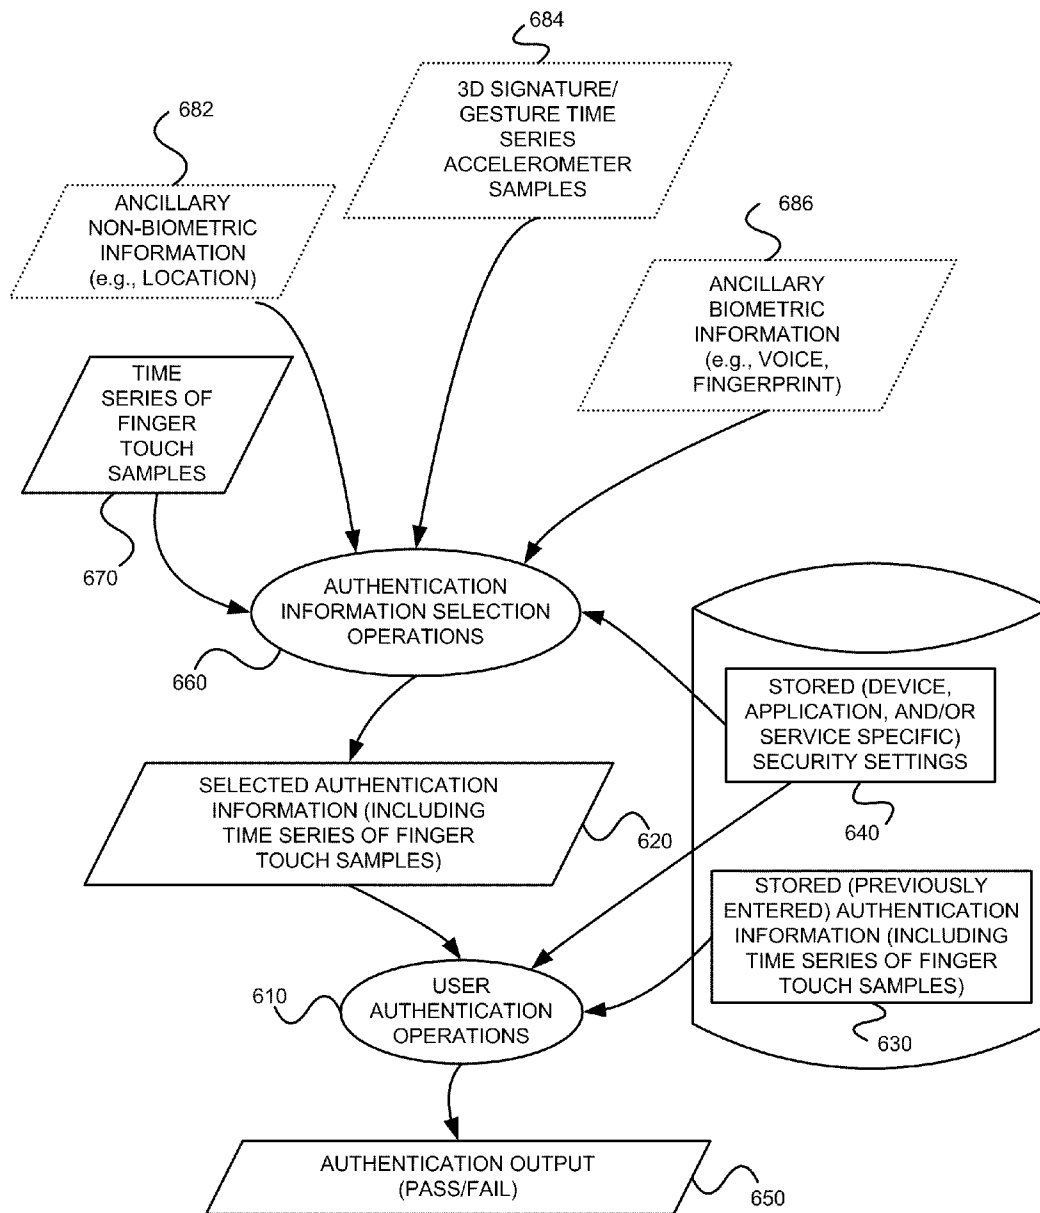 684
3D SIGNATURE/
GESTURE TIME
SERIES
ACCELEROMETER
SAMPLES
682
ANCILLARY
NON-BIOMETRIC
INFORMATION
(e.g., LOCATION)
686
ANCILLARY
BIOMETRIC
INFORMATION
(e.g., VOICE,
FINGERPRINT)
TIME
SERIES OF
FINGER
TOUCH
SAMPLES
670
AUTHENTICATION
INFORMATION SELECTION
OPERATIONS
660
STORED (DEVICE,
APPLICATION, AND/OR
SERVICE SPECIFIC)
SECURITY SETTINGS
640
SELECTED AUTHENTICATION
INFORMATION (INCLUDING
TIME SERIES OF FINGER
TOUCH SAMPLES)
620
STORED (PREVIOUSLY
ENTERED) AUTHENTICATION
INFORMATION (INCLUDING
TIME SERIES OF FINGER
TOUCH SAMPLES)
630
610
USER
AUTHENTICATION
OPERATIONS
AUTHENTICATION OUTPUT
(PASS/FAIL)
650